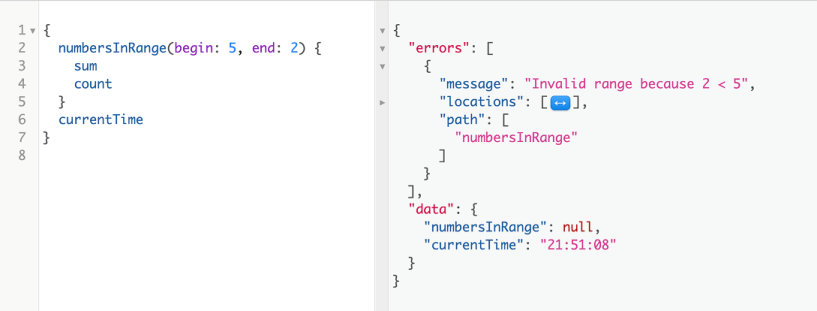 1 {
2 numbersInRange(begin: 5, end: 2) {
3 sum
4 count
5 }
6 currentTime
7 }
8
{
"errors": [
{
"message": "Invalid range because 2 < 5",
"locations": [↔],
"path": [
"numbersInRange"
]
}
],
"data": {
"numbersInRange": null,
"currentTime": "21:51:08"
}
}